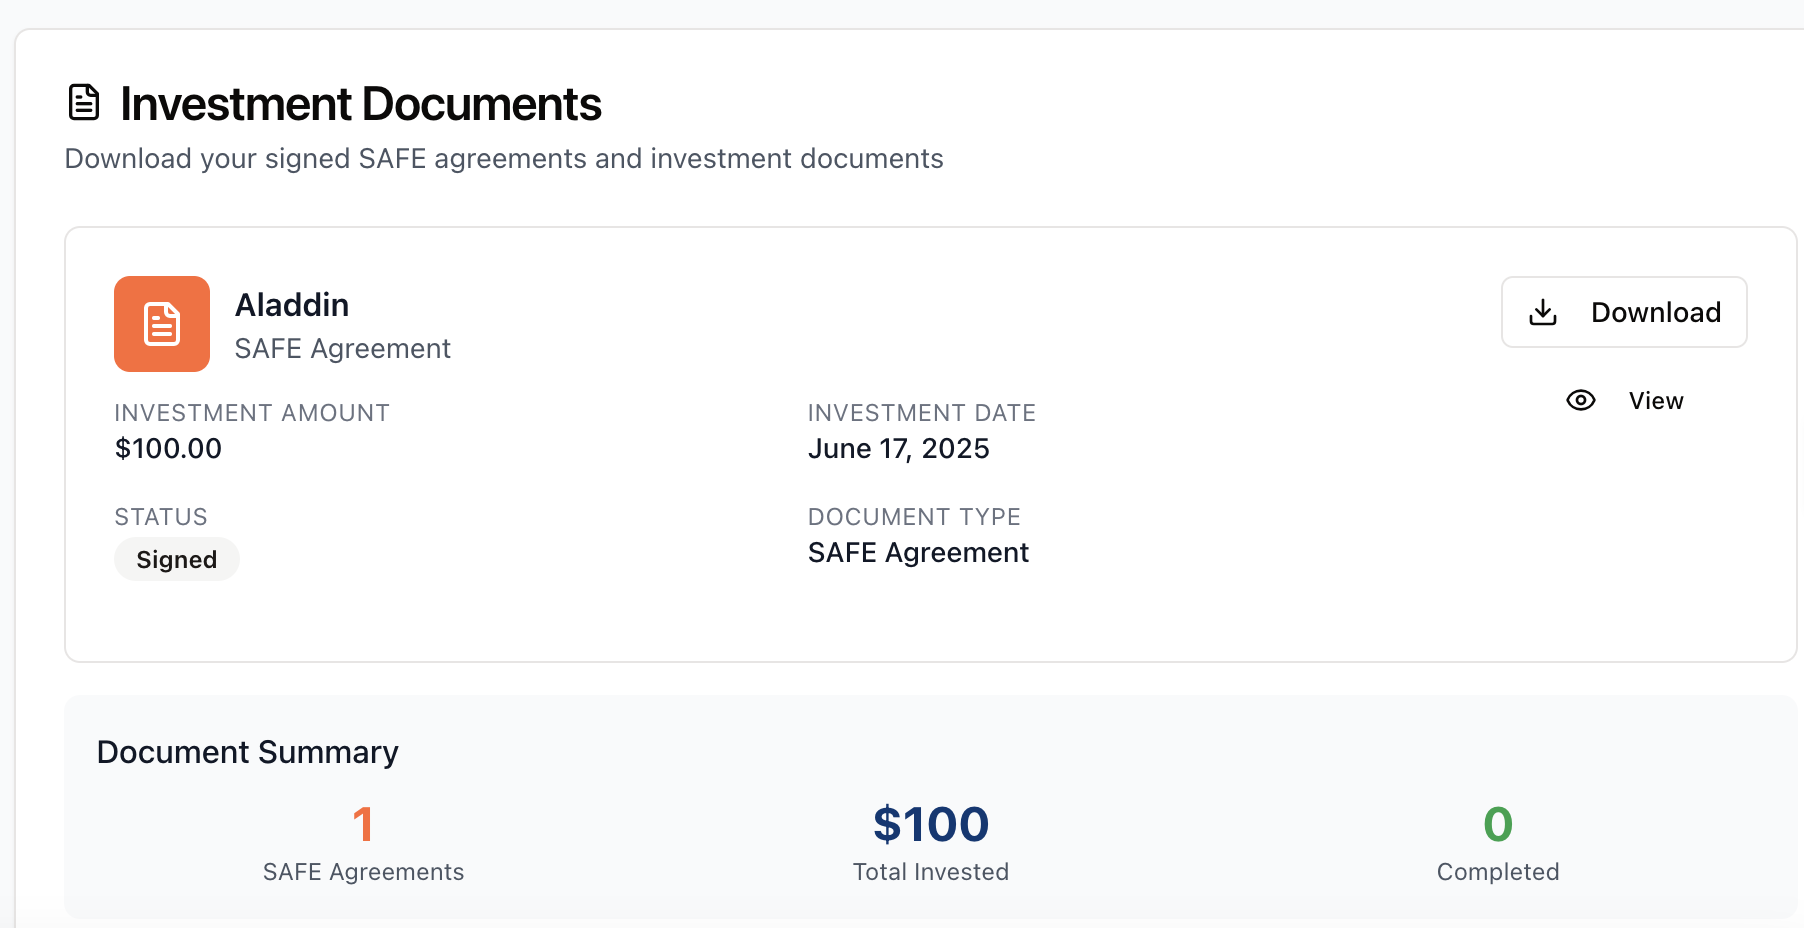 Investment Documents
Download your signed SAFE agreements and investment documents
Aladdin
SAFE Agreement
Download
View
INVESTMENT AMOUNT
$100.00
INVESTMENT DATE
June 17, 2025
STATUS
Signed
DOCUMENT TYPE
SAFE Agreement
Document Summary
1
SAFE Agreements
$100
Total Invested
0
Completed